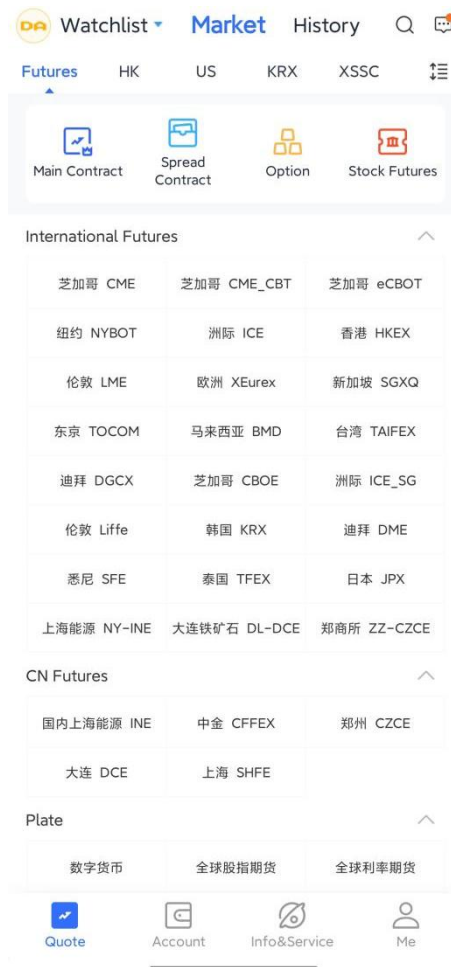 DA Watchlist Market History
Futures HK US KRX XSSC
Main Contract Spread Contract Option Stock Futures
International Futures
芝加哥 CME 芝加哥 CME_CBT 芝加哥 eCBOT
纽约 NYBOT 洲际 ICE 香港 HKEX
伦敦 LME 欧洲 XEurex 新加坡 SGXQ
东京 TOCOM 马来西亚 BMD 台湾 TAIFEX
迪拜 DGCX 芝加哥 CBOE 洲际 ICE_SG
伦敦 Liffe 韩国 KRX 迪拜 DME
悉尼 SFE 泰国 TFEX 日本 JPX
上海能源 NY-INE 大连铁矿石 DL-DCE 郑商所 ZZ-CZCE
CN Futures
国内上海能源 INE 中金 CFFEX 郑州 CZCE
大连 DCE 上海 SHFE
Plate
数字货币 全球股指期货 全球利率期货
Quote Account Info&Service Me